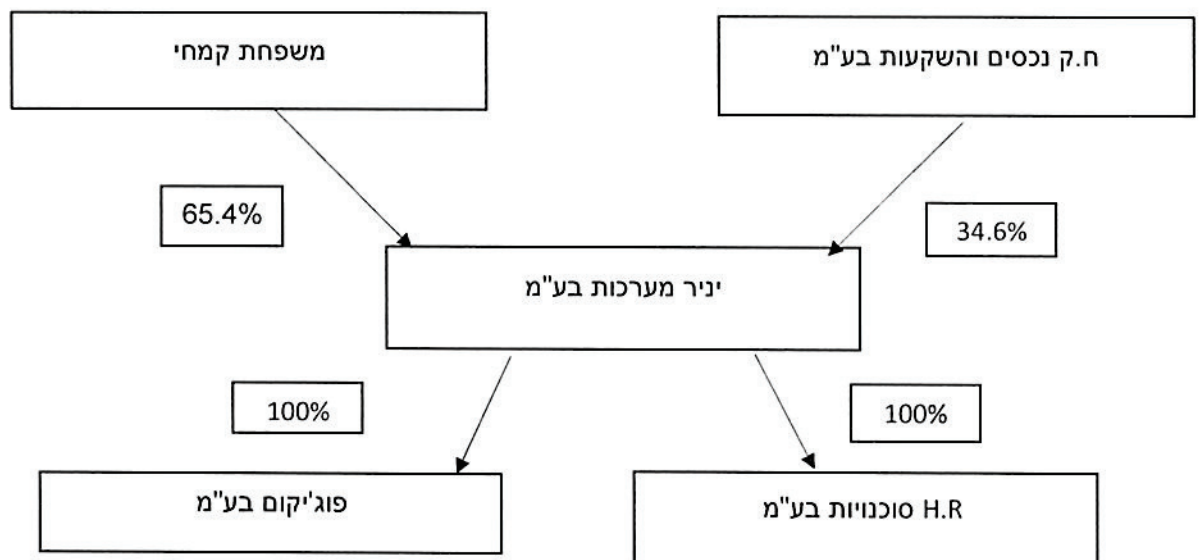 ח.ק נכסים והשקעות בע"מ
משפחת קמחי
34.6%
65.4%
יניר מערכות בע"מ
100%
100%
H.R סוכנויות בע"מ
פוג'יקום בע"מ